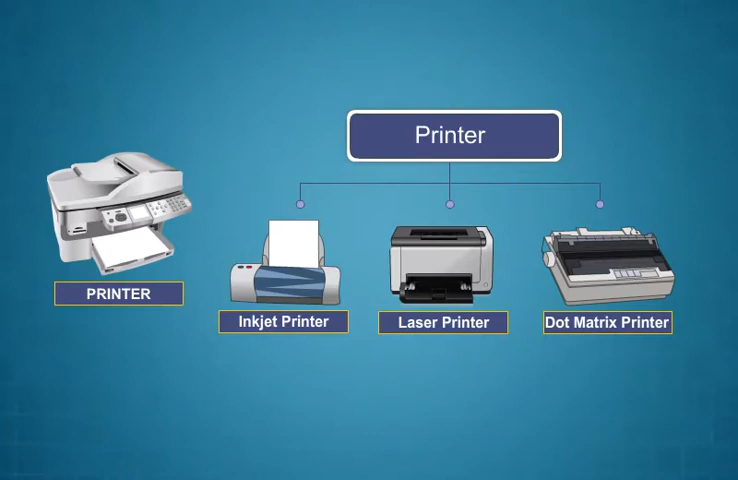 Printer
PRINTER
Inkjet Printer
Laser Printer
Dot Matrix Printer